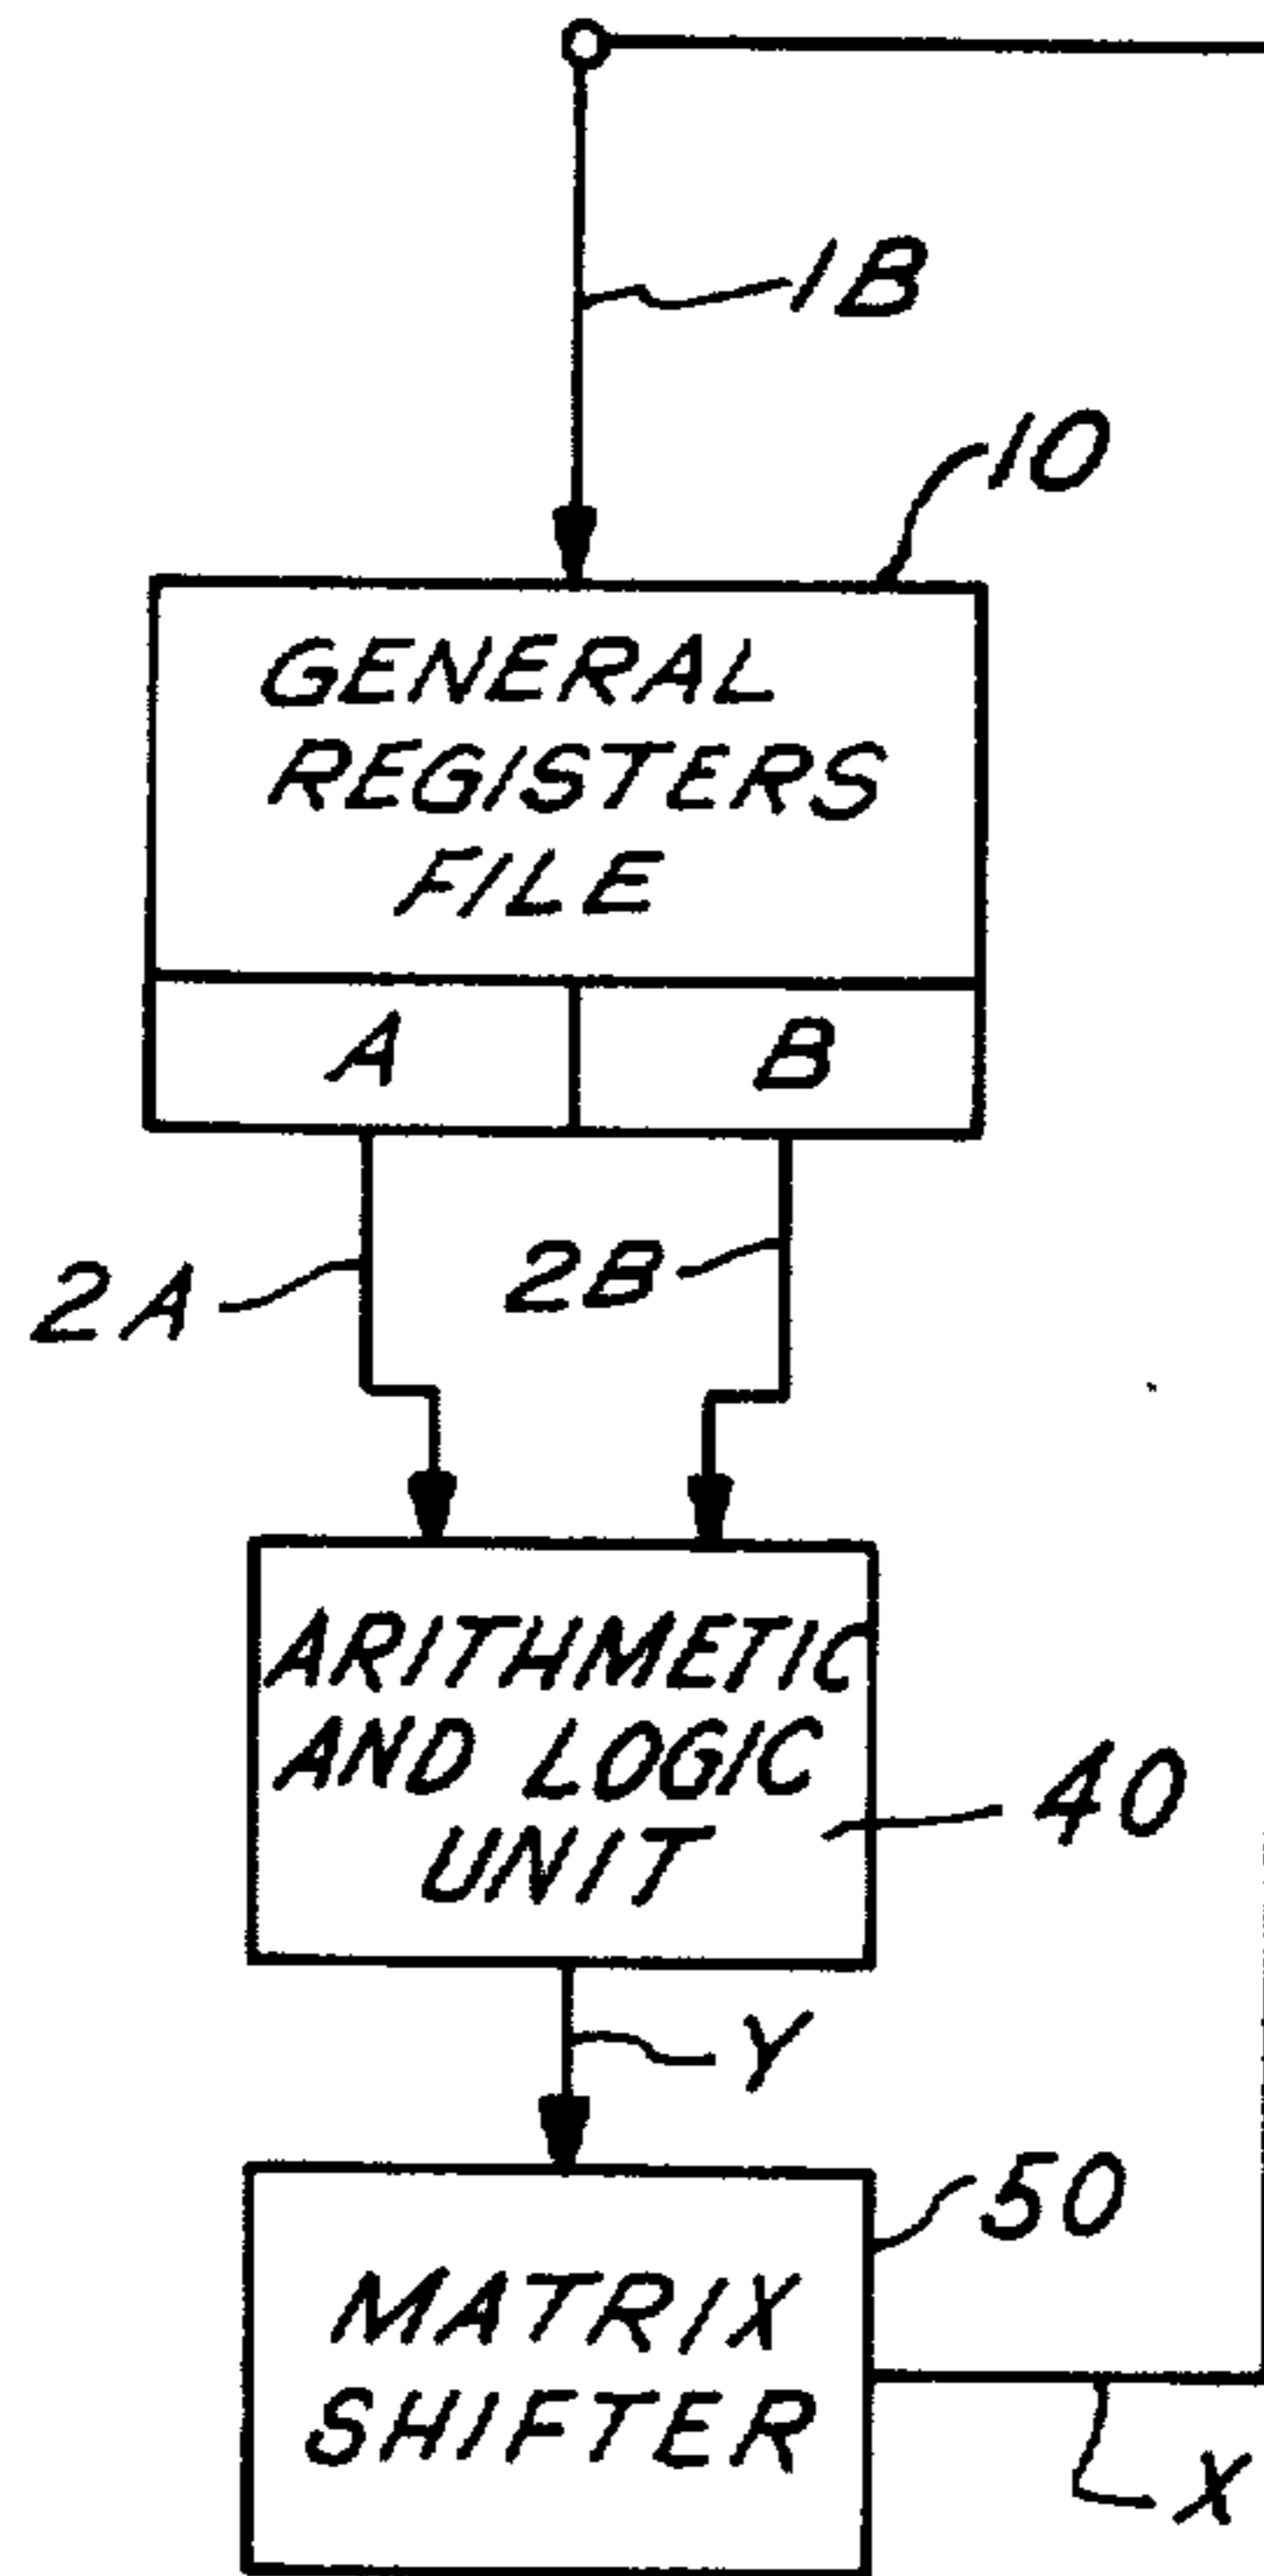 1B
10
GENERAL
REGISTERS
FILE
A B
2A 2B
ARITHMETIC
AND LOGIC
UNIT
40
Y
50
MATRIX
SHIFTER
X